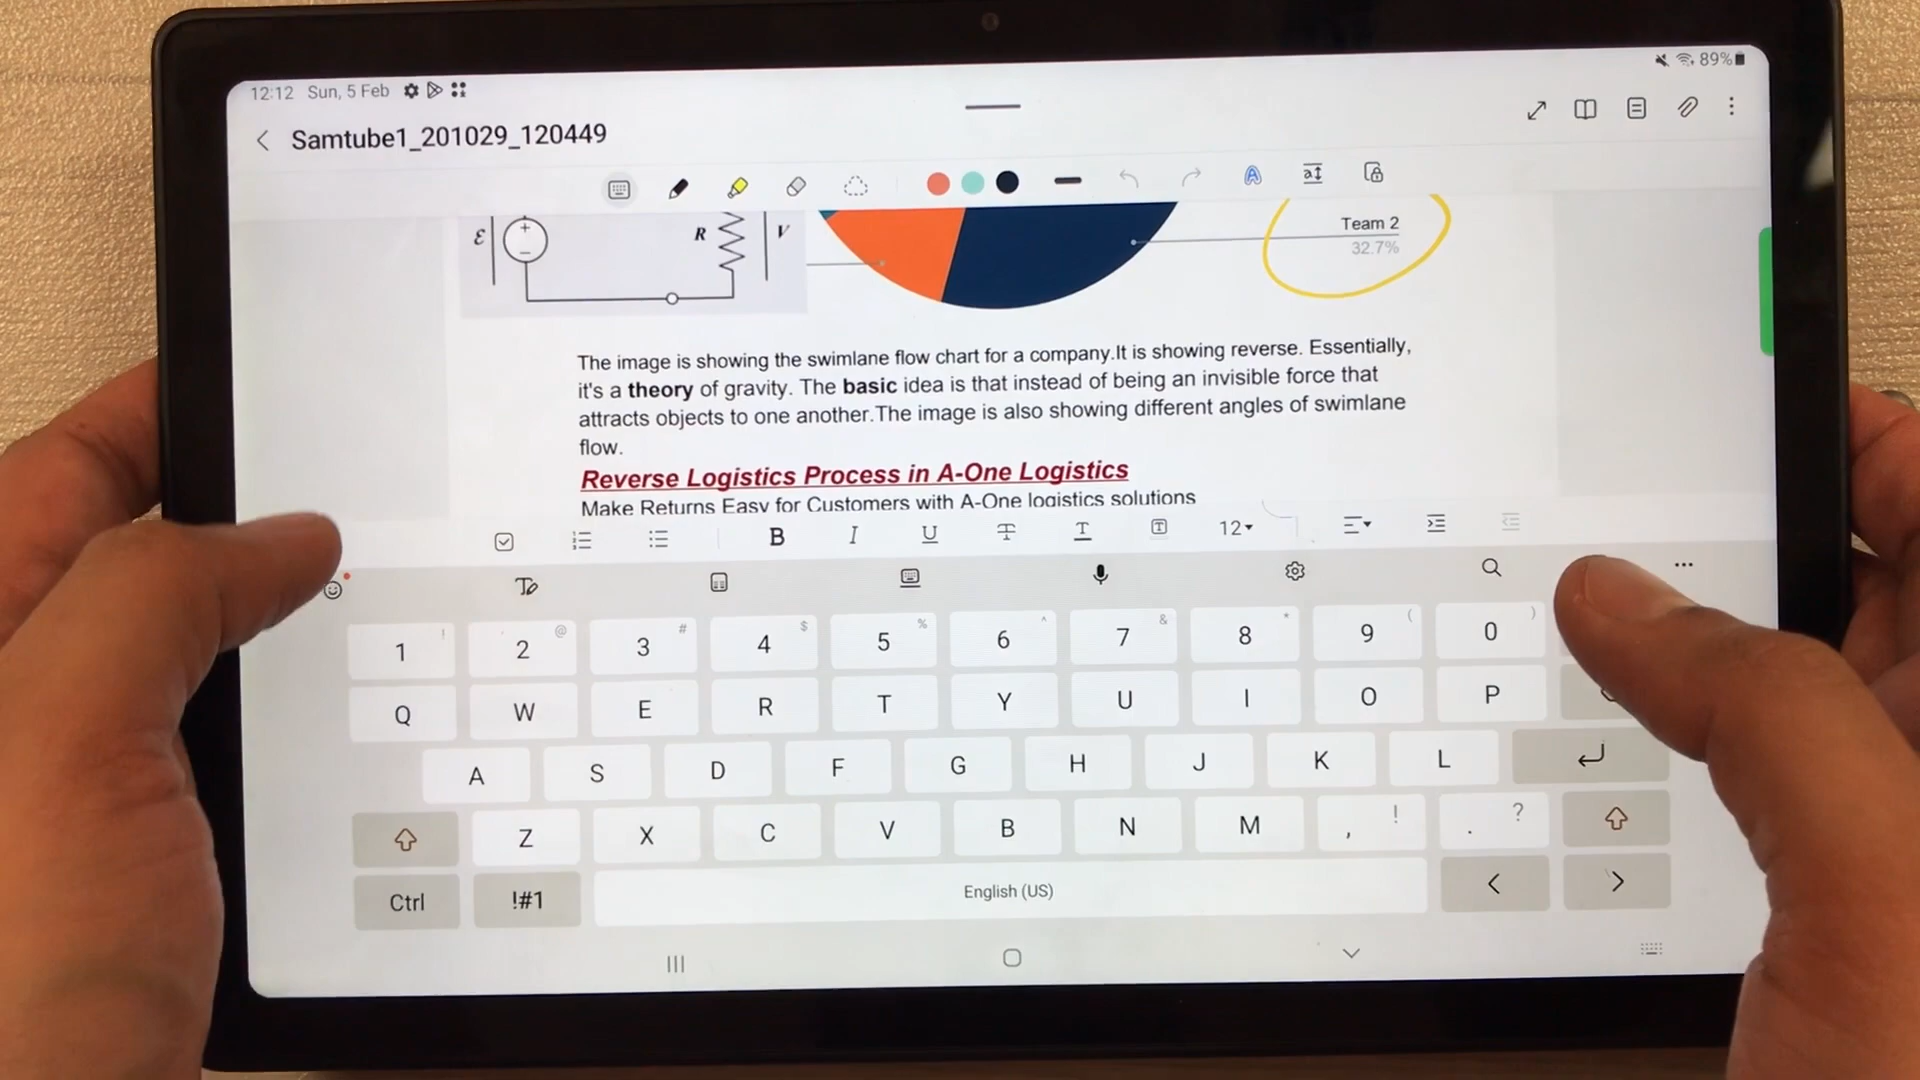 12:12 Sun, 5 Feb
89%
Samtube1_201029_120449
ε R V
Team 2
32.7%
The image is showing the swimlane flow chart for a company.It is showing reverse. Essentially,
it's a theory of gravity. The basic idea is that instead of being an invisible force that
attracts objects to one another.The image is also showing different angles of swimlane
flow.
Reverse Logistics Process in A-One Logistics
Make Returns Easy for Customers with A-One logistics solutions
B I U T T T 12
1 ! 2 @ 3 # 4 $ 5 % 6 ^ 7 & 8 * 9 ( 0 )
Q W E R T Y U I O P
A S D F G H J K L
Z X C V B N M , ! . ?
Ctrl !#1 English (US) < >